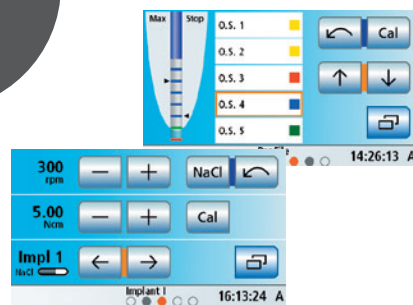 Max Stop
O.S. 1
O.S. 2
O.S. 3
O.S. 4
O.S. 5
Cal
14:26:13 A
300
rpm
NaCl
5.00
Ncm
Cal
Impl 1
NaCl
Implant I
16:13:24 A